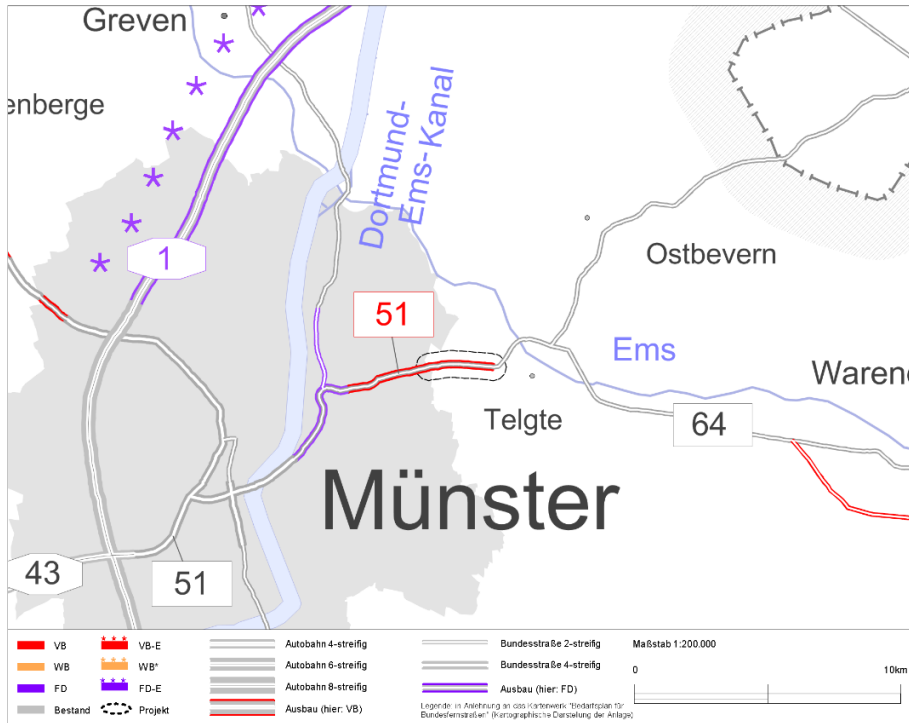 Greven
enberge
Dortmund-
Ems-Kanal
1
Ostbevern
51
Ems
Warend
Telgte
64
Münster
43
51
VB
VB-E
Autobahn 4-streifig
Bundesstraße 2-streifig
Maßstab 1:200.000
WB
WB*
Autobahn 6-streifig
Bundesstraße 4-streifig
0
10km
FD
FD-E
Autobahn 8-streifig
Ausbau (hier: FD)
Bestand
Projekt
Ausbau (hier: VB)
Legende: in Anlehnung an das Kartenwerk "Bedarfsplan für
Bundesfernstraßen" (Kartographische Darstellung der Anlage)